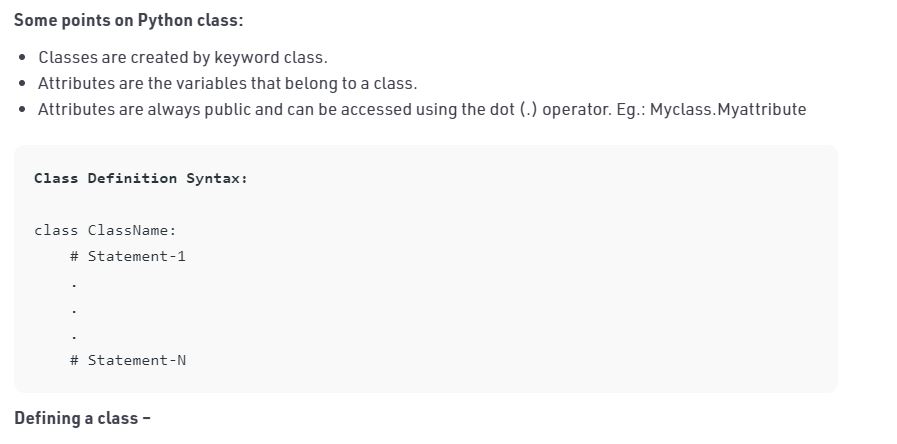 Some points on Python class:
• Classes are created by keyword class.
• Attributes are the variables that belong to a class.
• Attributes are always public and can be accessed using the dot (.) operator. Eg.: Myclass.Myattribute
Class Definition Syntax:
class ClassName:
    # Statement-1
    .
    .
    .
    # Statement-N
Defining a class –